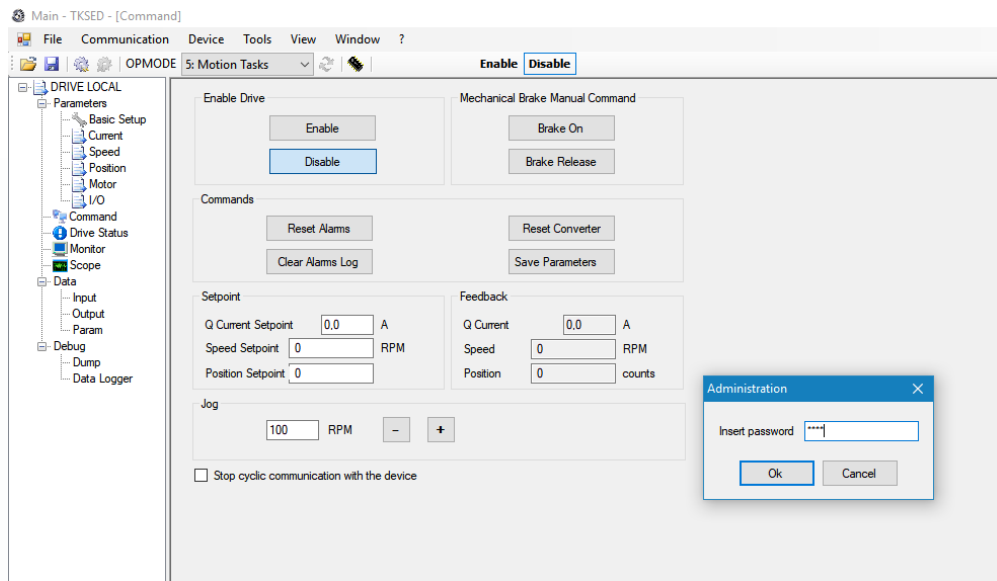 Main - TKSED - [Command]
File Communication Device Tools View Window ?
OPMODE 5: Motion Tasks Enable Disable
DRIVE LOCAL
Parameters
Basic Setup
Current
Speed
Position
Motor
I/O
Command
Drive Status
Monitor
Scope
Data
Input
Output
Param
Debug
Dump
Data Logger
Enable Drive
Enable
Disable
Mechanical Brake Manual Command
Brake On
Brake Release
Commands
Reset Alarms Reset Converter
Clear Alarms Log Save Parameters
Setpoint
Q Current Setpoint 0,0 A
Speed Setpoint 0 RPM
Position Setpoint 0
Feedback
Q Current 0,0 A
Speed 0 RPM
Position 0 counts
Jog
100 RPM - +
Stop cyclic communication with the device
Administration
Insert password ****
Ok Cancel